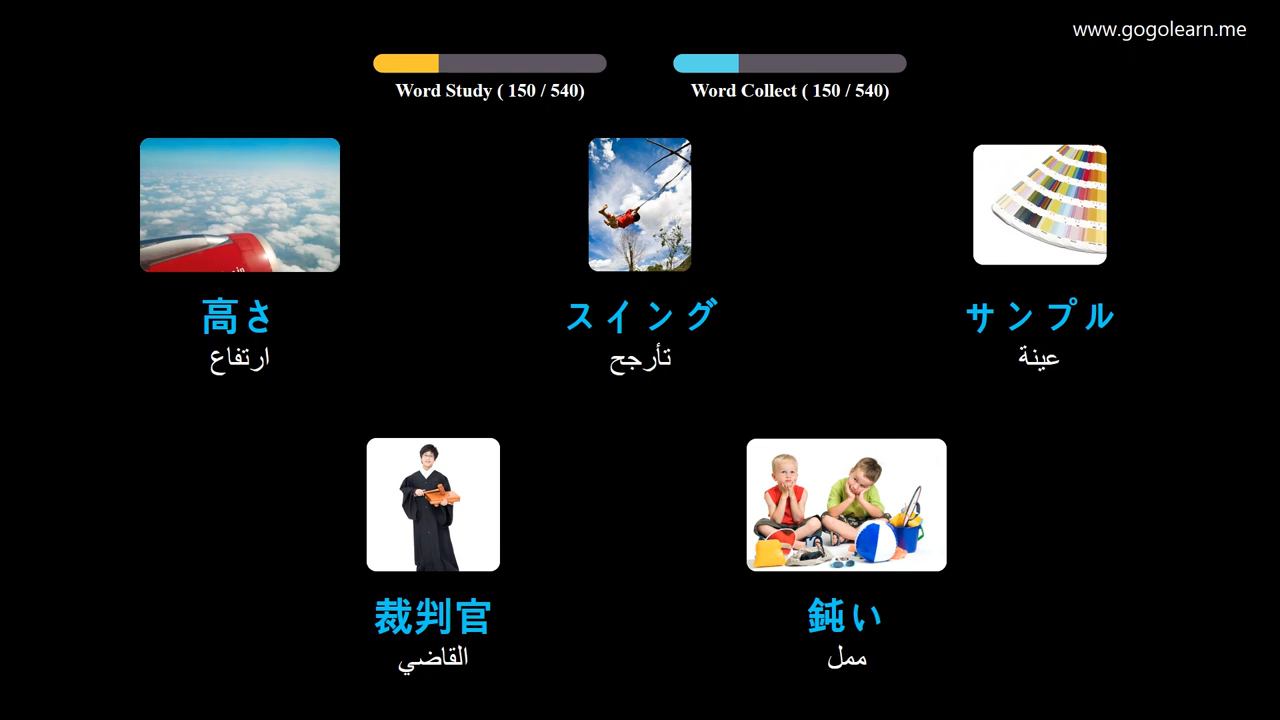 www.gogolearn.me
Word Study ( 150 / 540)
Word Collect ( 150 / 540)
高さ
ارتفاع
スイング
تأرجح
サンプル
عينة
裁判官
القاضي
鈍い
ممل